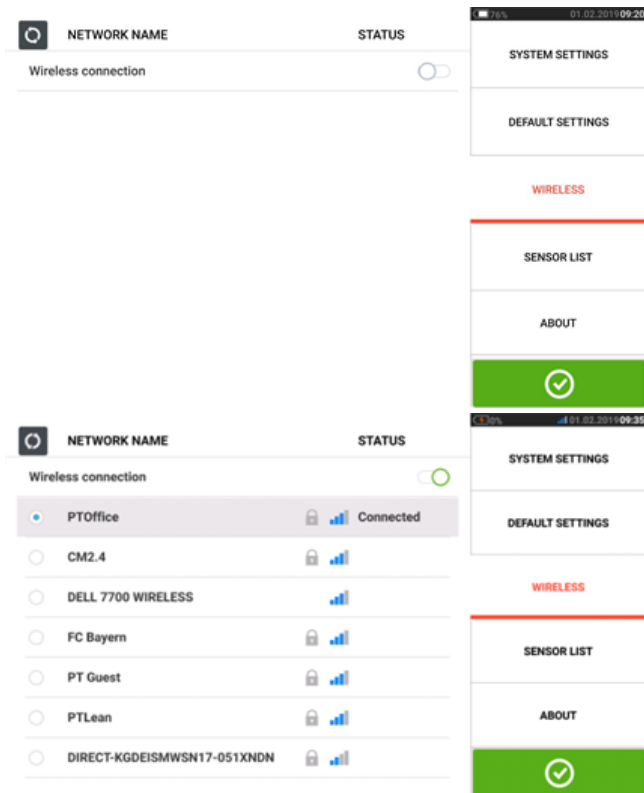 NETWORK NAME STATUS
Wireless connection
76% 01.02.2019 09:20
SYSTEM SETTINGS
DEFAULT SETTINGS
WIRELESS
SENSOR LIST
ABOUT
NETWORK NAME STATUS
Wireless connection
PTOffice Connected
CM2.4
DELL 7700 WIRELESS
FC Bayern
PT Guest
PTLean
DIRECT-KGDEISMWSN17-051XNDN
0% 01.02.2019 09:35
SYSTEM SETTINGS
DEFAULT SETTINGS
WIRELESS
SENSOR LIST
ABOUT